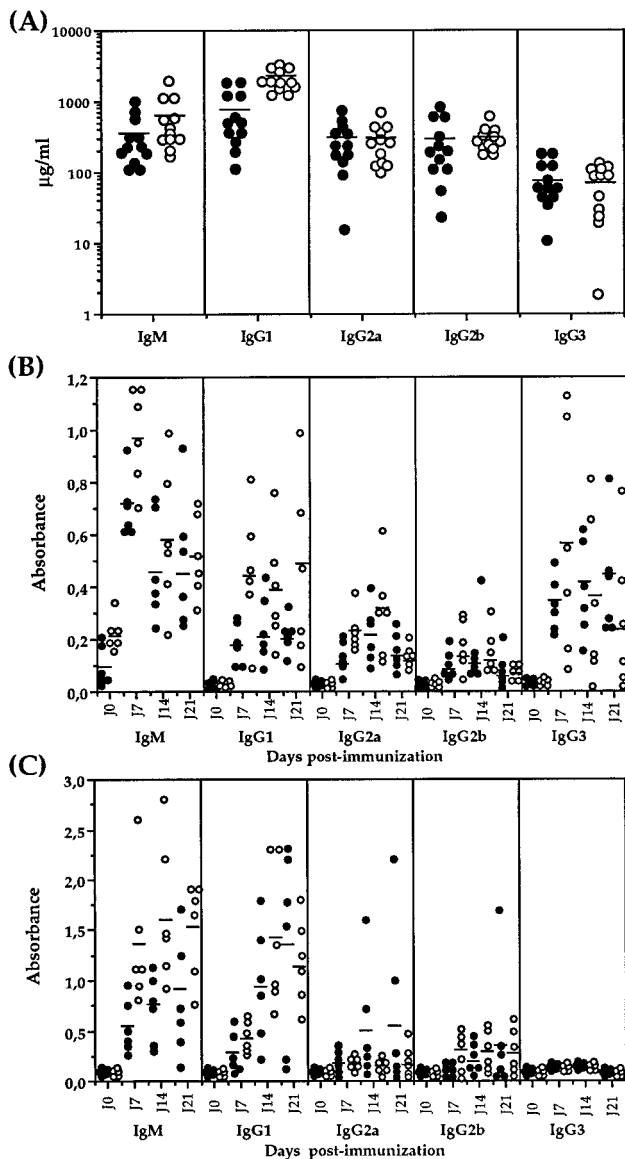 (A)
10000
1000
100
10
1
µg/ml
IgM IgG1 IgG2a IgG2b IgG3
(B)
1,2
1,0
0,8
0,6
0,4
0,2
0,0
Absorbance
J0 J7 J14 J21 J0 J7 J14 J21 J0 J7 J14 J21 J0 J7 J14 J21 J0 J7 J14 J21
IgM IgG1 IgG2a IgG2b IgG3
Days post-immunization
(C)
3,0
2,5
2,0
1,5
1,0
0,5
0,0
Absorbance
J0 J7 J14 J21 J0 J7 J14 J21 J0 J7 J14 J21 J0 J7 J14 J21 J0 J7 J14 J21
IgM IgG1 IgG2a IgG2b IgG3
Days post-immunization